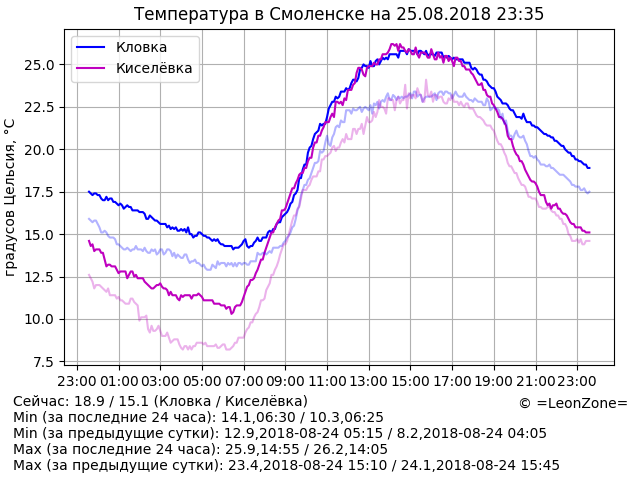 Температура в Смоленске на 25.08.2018 23:35
Кловка
Киселёвка
градусов Цельсия, °C
25.0
22.5
20.0
17.5
15.0
12.5
10.0
7.5
23:00 01:00 03:00 05:00 07:00 09:00 11:00 13:00 15:00 17:00 19:00 21:00 23:00
Сейчас: 18.9 / 15.1 (Кловка / Киселёвка)
© =LeonZone=
Min (за последние 24 часа): 14.1,06:30 / 10.3,06:25
Min (за предыдущие сутки): 12.9,2018-08-24 05:15 / 8.2,2018-08-24 04:05
Max (за последние 24 часа): 25.9,14:55 / 26.2,14:05
Max (за предыдущие сутки): 23.4,2018-08-24 15:10 / 24.1,2018-08-24 15:45